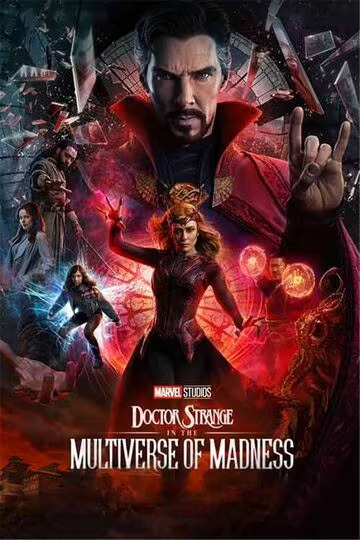 MARVEL STUDIOS
DOCTOR STRANGE
IN THE
MULTIVERSE OF MADNESS